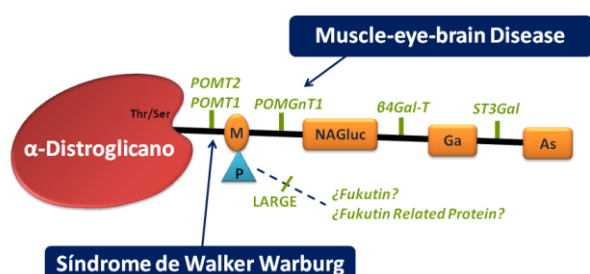 Muscle-eye-brain Disease
POMT2
POMT1
POMGnT1
β4Gal-T
ST3Gal
Thr/Ser
α-Distroglicano
M
NAGluc
Ga
As
P
LARGE
¿Fukutin?
¿Fukutin Related Protein?
Síndrome de Walker Warburg